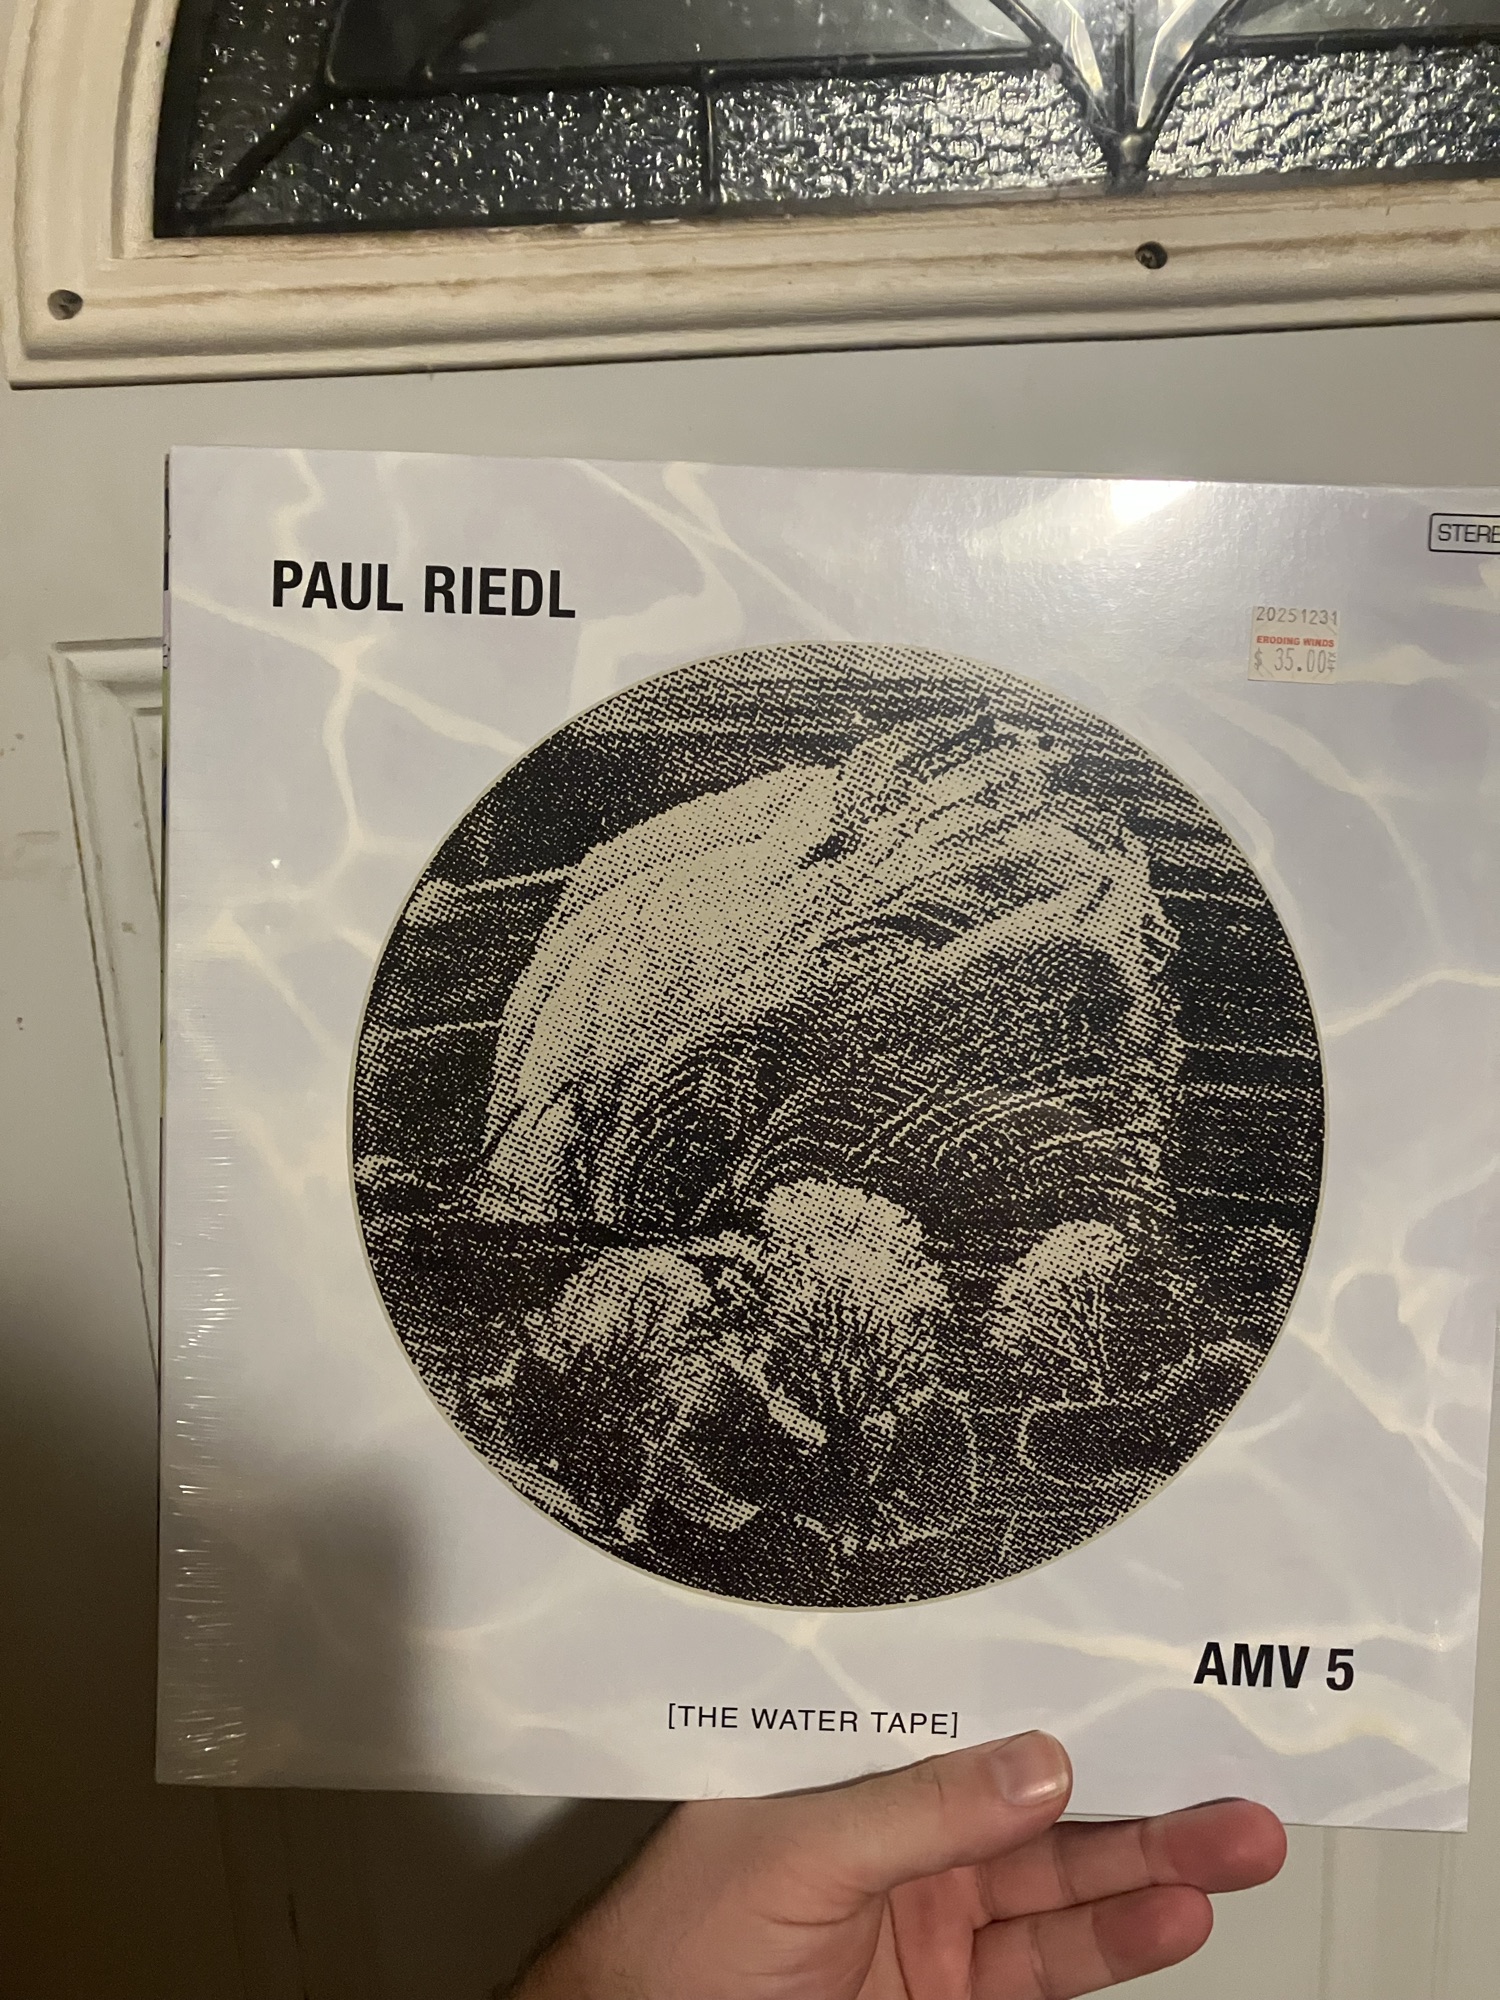 PAUL RIEDL
STERE
20251231
ERODING WINDS
$ 35.00
AMV 5
[THE WATER TAPE]